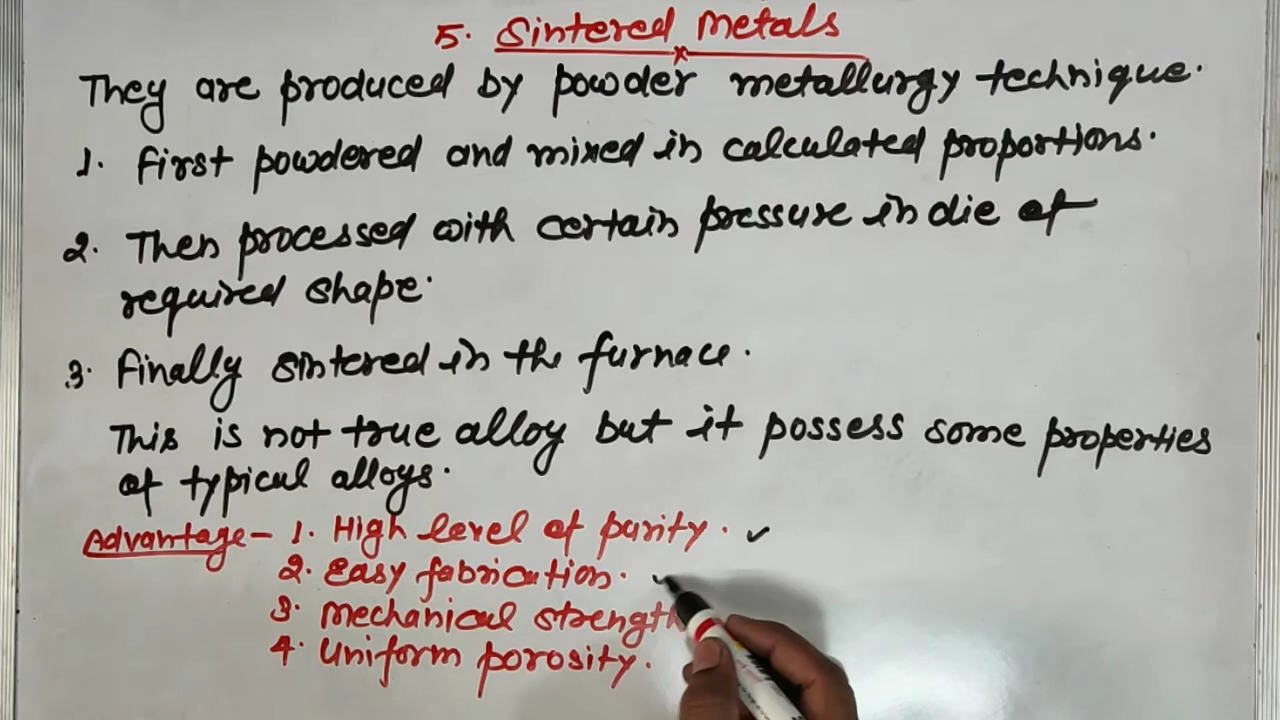 5. Sintered Metals
They are produced by powder metallurgy technique.
1. First powdered and mixed in calculated proportions.
2. Then processed with certain pressure in die of
required shape.
3. Finally sintered in the furnace.
This is not true alloy but it possess some properties
of typical alloys.
Advantage - 1. High level of purity. ✓
2. Easy fabrication.
3. Mechanical strength
4. Uniform porosity.